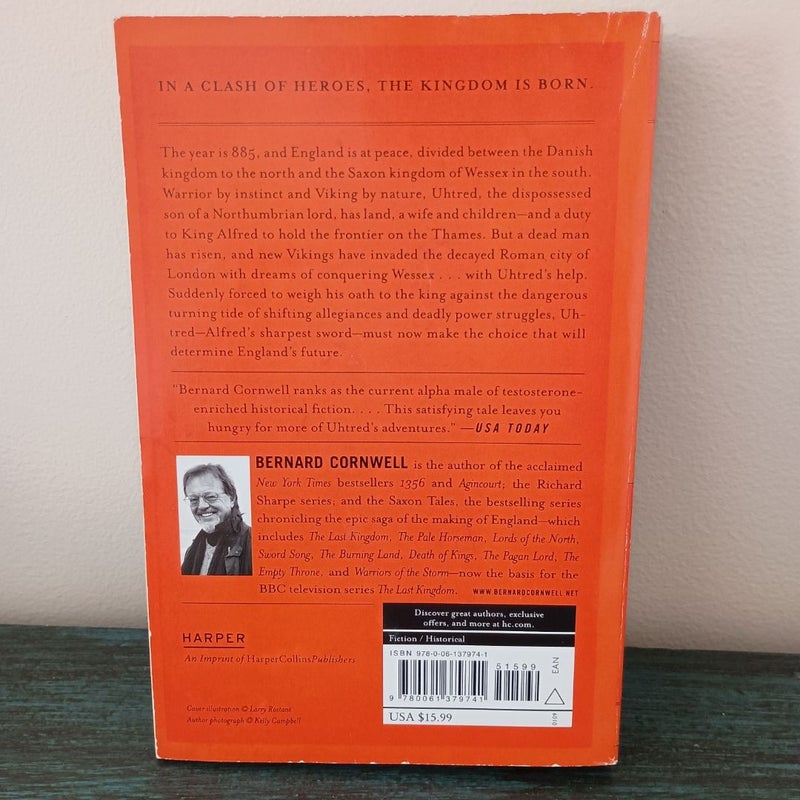 IN A CLASH OF HEROES, THE KINGDOM IS BORN.
The year is 885, and England is at peace, divided between the Danish
kingdom to the north and the Saxon kingdom of Wessex in the south.
Warrior by instinct and Viking by nature, Uhtred, the dispossessed
son of a Northumbrian lord, has land, a wife and children—and a duty
to King Alfred to hold the frontier on the Thames. But a dead man
has risen, and new Vikings have invaded the decayed Roman city of
London with dreams of conquering Wessex . . . with Uhtred's help.
Suddenly forced to weigh his oath to the king against the dangerous
turning tide of shifting allegiances and deadly power struggles, Uh-
tred—Alfred's sharpest sword—must now make the choice that will
determine England's future.
"Bernard Cornwell ranks as the current alpha male of testosterone-
enriched historical fiction. . . . This satisfying tale leaves you
hungry for more of Uhtred's adventures." —USA TODAY
BERNARD CORNWELL is the author of the acclaimed
New York Times bestsellers 1356 and Agincourt; the Richard
Sharpe series; and the Saxon Tales, the bestselling series
chronicling the epic saga of the making of England—which
includes The Last Kingdom, The Pale Horseman, Lords of the North,
Sword Song, The Burning Land, Death of Kings, The Pagan Lord, The
Empty Throne, and Warriors of the Storm—now the basis for the
BBC television series The Last Kingdom. WWW.BERNARDCORNWELL.NET
HARPER
An Imprint of HarperCollinsPublishers
Cover illustration © Larry Rostant
Author photograph © Kelly Campbell
Discover great authors, exclusive
offers, and more at hc.com.
Fiction / Historical
ISBN 978-0-06-137974-1
51599
EAN
9 780061 379741
USA $15.99
0109